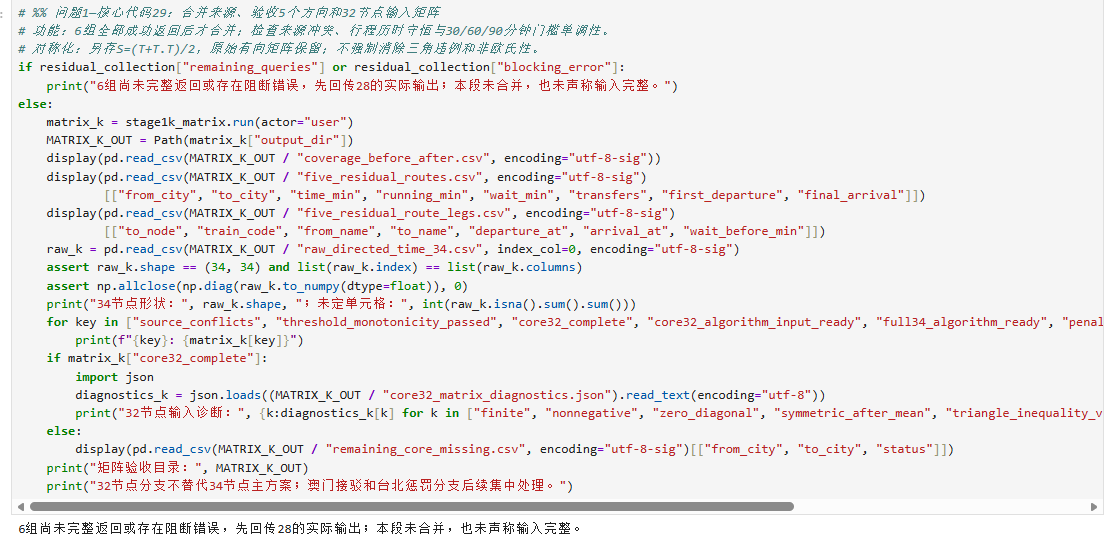 # %% 问题1—核心代码29：合并来源、验收5个方向和32节点输入矩阵
# 功能：6组全部成功返回后才合并；检查来源冲突、行程历时守恒与30/60/90分钟门槛单调性。
# 对称化：另存S=(T+T.T)/2，原始有向矩阵保留；不强制消除三角违例和非欧氏性。
if residual_collection["remaining_queries"] or residual_collection["blocking_error"]:
    print("6组尚未完整返回或存在阻断错误，先回传28的实际输出；本段未合并，也未声称输入完整。")
else:
    matrix_k = stage1k_matrix.run(actor="user")
    MATRIX_K_OUT = Path(matrix_k["output_dir"])
    display(pd.read_csv(MATRIX_K_OUT / "coverage_before_after.csv", encoding="utf-8-sig"))
    display(pd.read_csv(MATRIX_K_OUT / "five_residual_routes.csv", encoding="utf-8-sig")
            [["from_city", "to_city", "time_min", "running_min", "wait_min", "transfers", "first_departure", "final_arrival"]])
    display(pd.read_csv(MATRIX_K_OUT / "five_residual_route_legs.csv", encoding="utf-8-sig")
            [["to_node", "train_code", "from_name", "to_name", "departure_at", "arrival_at", "wait_before_min"]])
    raw_k = pd.read_csv(MATRIX_K_OUT / "raw_directed_time_34.csv", index_col=0, encoding="utf-8-sig")
    assert raw_k.shape == (34, 34) and list(raw_k.index) == list(raw_k.columns)
    assert np.allclose(np.diag(raw_k.to_numpy(dtype=float)), 0)
    print("34节点形状：", raw_k.shape, "；未定单元格：", int(raw_k.isna().sum().sum()))
    for key in ["source_conflicts", "threshold_monotonicity_passed", "core32_complete", "core32_algorithm_input_ready", "full34_algorithm_ready", "penal
        print(f"{key}: {matrix_k[key]}")
    if matrix_k["core32_complete"]:
        import json
        diagnostics_k = json.loads((MATRIX_K_OUT / "core32_matrix_diagnostics.json").read_text(encoding="utf-8"))
        print("32节点输入诊断：", {k:diagnostics_k[k] for k in ["finite", "nonnegative", "zero_diagonal", "symmetric_after_mean", "triangle_inequality_v
    else:
        display(pd.read_csv(MATRIX_K_OUT / "remaining_core_missing.csv", encoding="utf-8-sig")[["from_city", "to_city", "status"]])
    print("矩阵验收目录：", MATRIX_K_OUT)
    print("32节点分支不替代34节点主方案；澳门接驳和台北惩罚分支后续集中处理。")
6组尚未完整返回或存在阻断错误，先回传28的实际输出；本段未合并，也未声称输入完整。